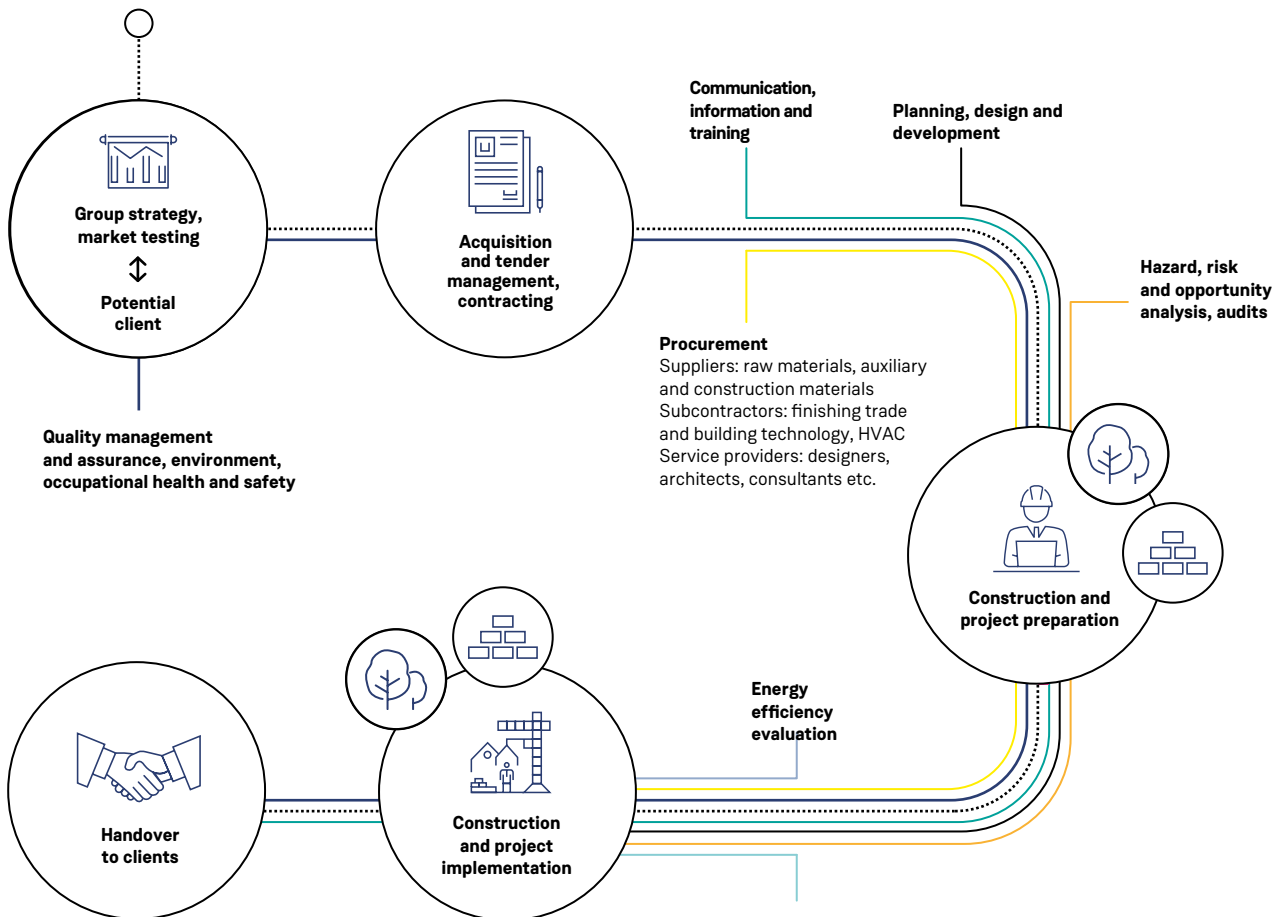 Communication,
information and
training
Planning, design and
development
Group strategy,
market testing
Potential
client
Acquisition
and tender
management,
contracting
Hazard, risk
and opportunity
analysis, audits
Procurement
Suppliers: raw materials, auxiliary
and construction materials
Subcontractors: finishing trade
and building technology, HVAC
Service providers: designers,
architects, consultants etc.
Quality management
and assurance, environment,
occupational health and safety
Construction and
project preparation
Energy
efficiency
evaluation
Handover
to clients
Construction
and project
implementation